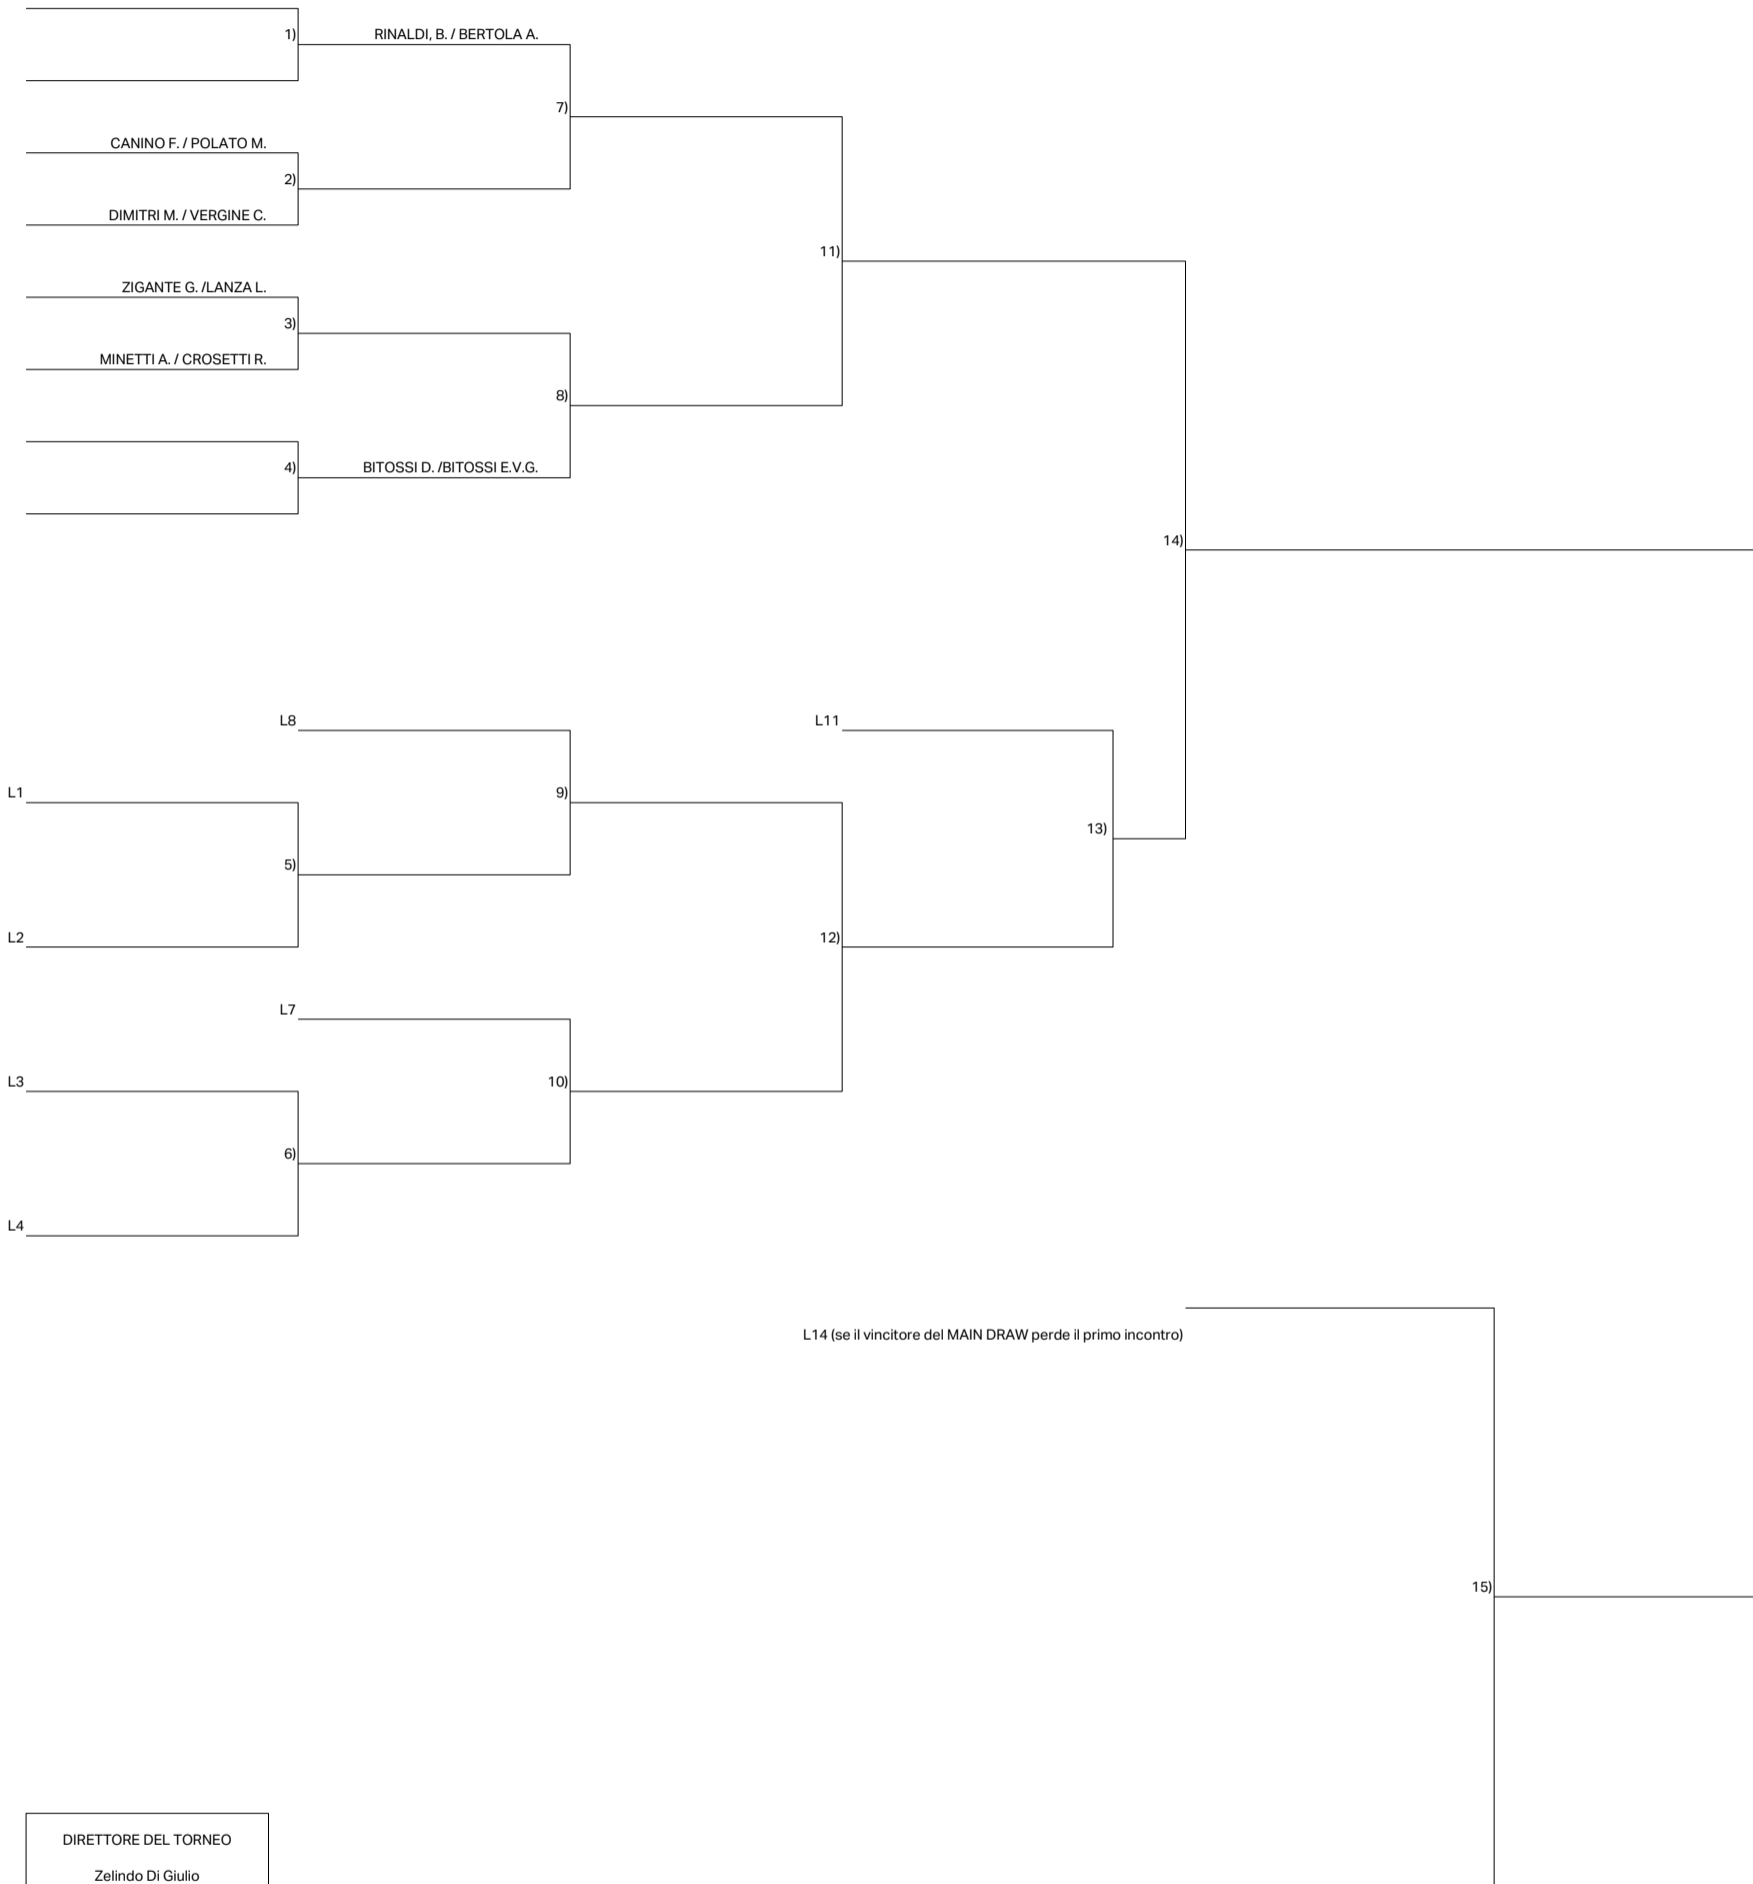 1)
RINALDI, B. / BERTOLA A.
7)
CANINO F. / POLATO M.
2)
DIMITRI M. / VERGINE C.
11)
ZIGANTE G. /LANZA L.
3)
MINETTI A. / CROSETTI R.
8)
4)
BITOSSI D. /BITOSSI E.V.G.
14)
L8
L11
L1
9)
13)
5)
L2
12)
L7
L3
10)
6)
L4
L14 (se il vincitore del MAIN DRAW perde il primo incontro)
15)
DIRETTORE DEL TORNEO
Zelindo Di Giulio